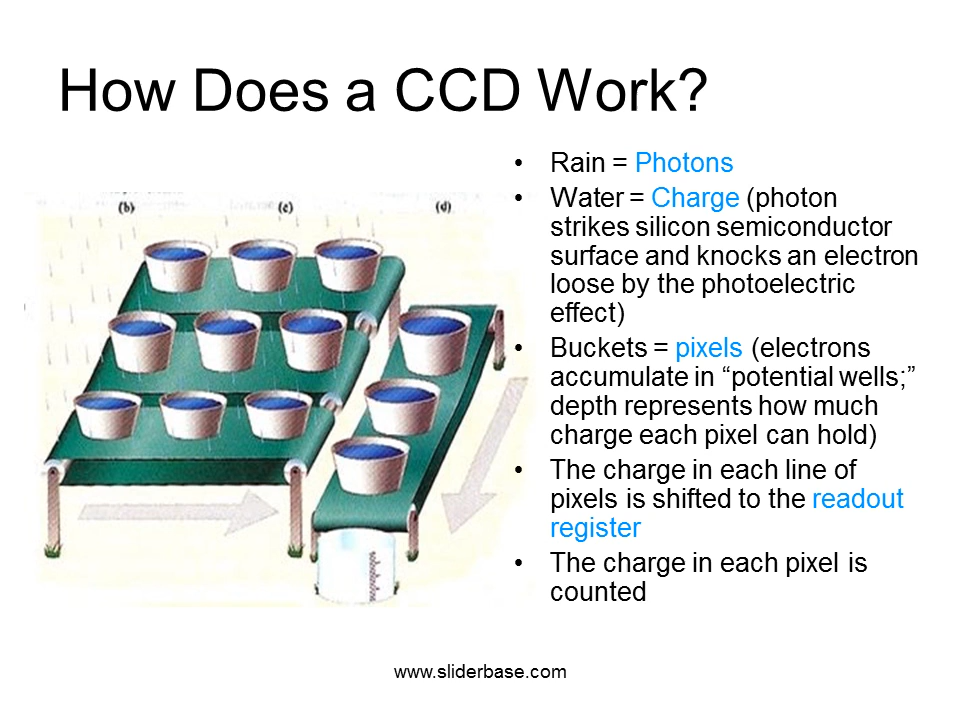 How Does a CCD Work?
(b) (c) (d)
• Rain = Photons
• Water = Charge (photon
strikes silicon semiconductor
surface and knocks an electron
loose by the photoelectric
effect)
• Buckets = pixels (electrons
accumulate in “potential wells;”
depth represents how much
charge each pixel can hold)
• The charge in each line of
pixels is shifted to the readout
register
• The charge in each pixel is
counted
www.sliderbase.com